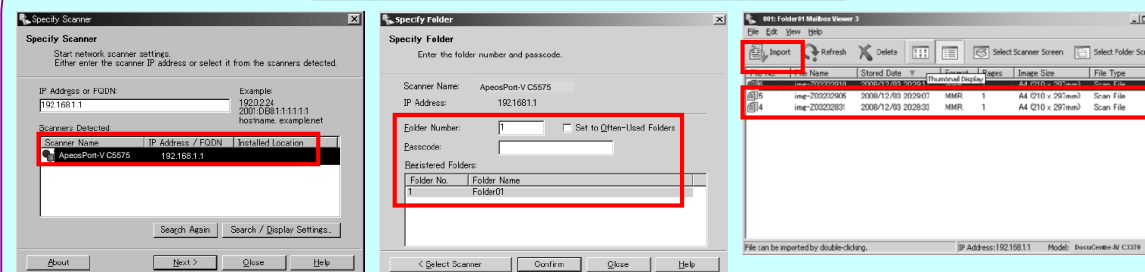 Specify Scanner
Specify Scanner
Start network scanner settings.
Either enter the scanner IP address or select it from the scanners detected.
IP Address or FQDN:
192.168.1.1
Example:
192.0.2.24
2001:DB8:1:1:1:1:1:1
hostname. example.net
Scanners Detected
Scanner Name IP Address / FQDN Installed Location
ApeosPort-V C5575 192.168.1.1
Search Again Search / Display Settings...
About Next > Close Help
Specify Folder
Specify Folder
Enter the folder number and passcode.
Scanner Name: ApeosPort-V C5575
IP Address: 192.168.1.1
Folder Number: 1 Set to Often-Used Folders
Passcode:
Registered Folders:
Folder No. Folder Name
1 Folder01
< Select Scanner Confirm Close Help
001: Folder01 Mailbox Viewer 3
File Edit View Help
Import Refresh Delete Select Scanner Screen Select Folder Scr
File No. File Name Stored Date Format Pages Image Size File Type
Thumbnail Display
5 img-Z03202905 2008/12/03 202907 MMR 1 A4 (210 x 297mm) Scan File
4 img-Z03202831 2008/12/03 202833 MMR 1 A4 (210 x 297mm) Scan File
File can be imported by double-clicking. IP Address:192.168.1.1 Model: DocuCentre-IV C3370